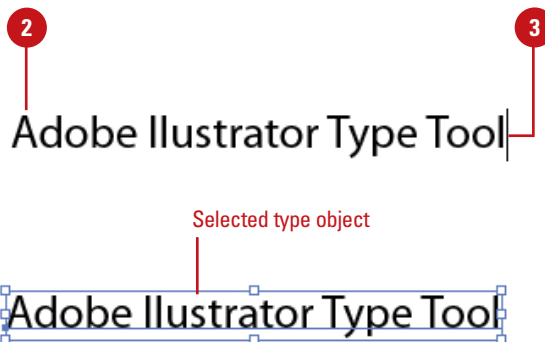 2 3
Adobe Ilustrator Type Tool
Selected type object
Adobe Ilustrator Type Tool